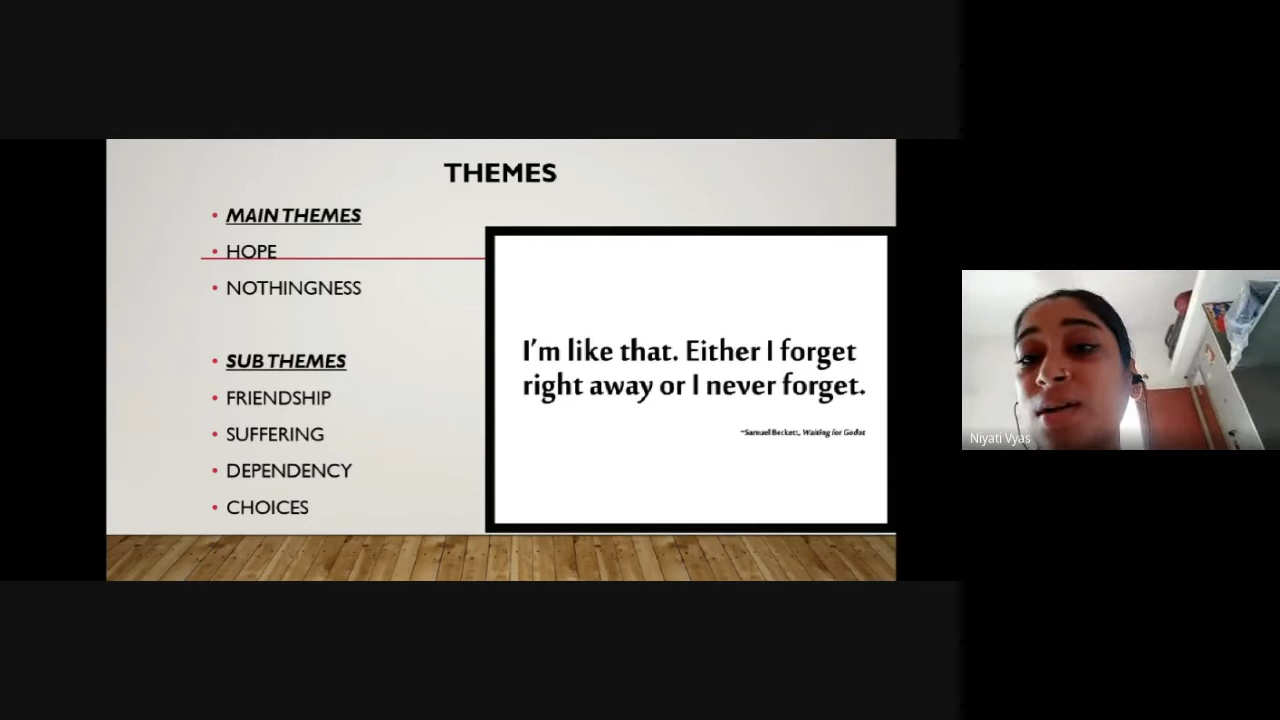 THEMES
MAIN THEMES
HOPE
NOTHINGNESS
SUB THEMES
FRIENDSHIP
SUFFERING
DEPENDENCY
CHOICES
I'm like that. Either I forget
right away or I never forget.
~Samuel Beckett, Waiting for Godot
Niyati Vyas